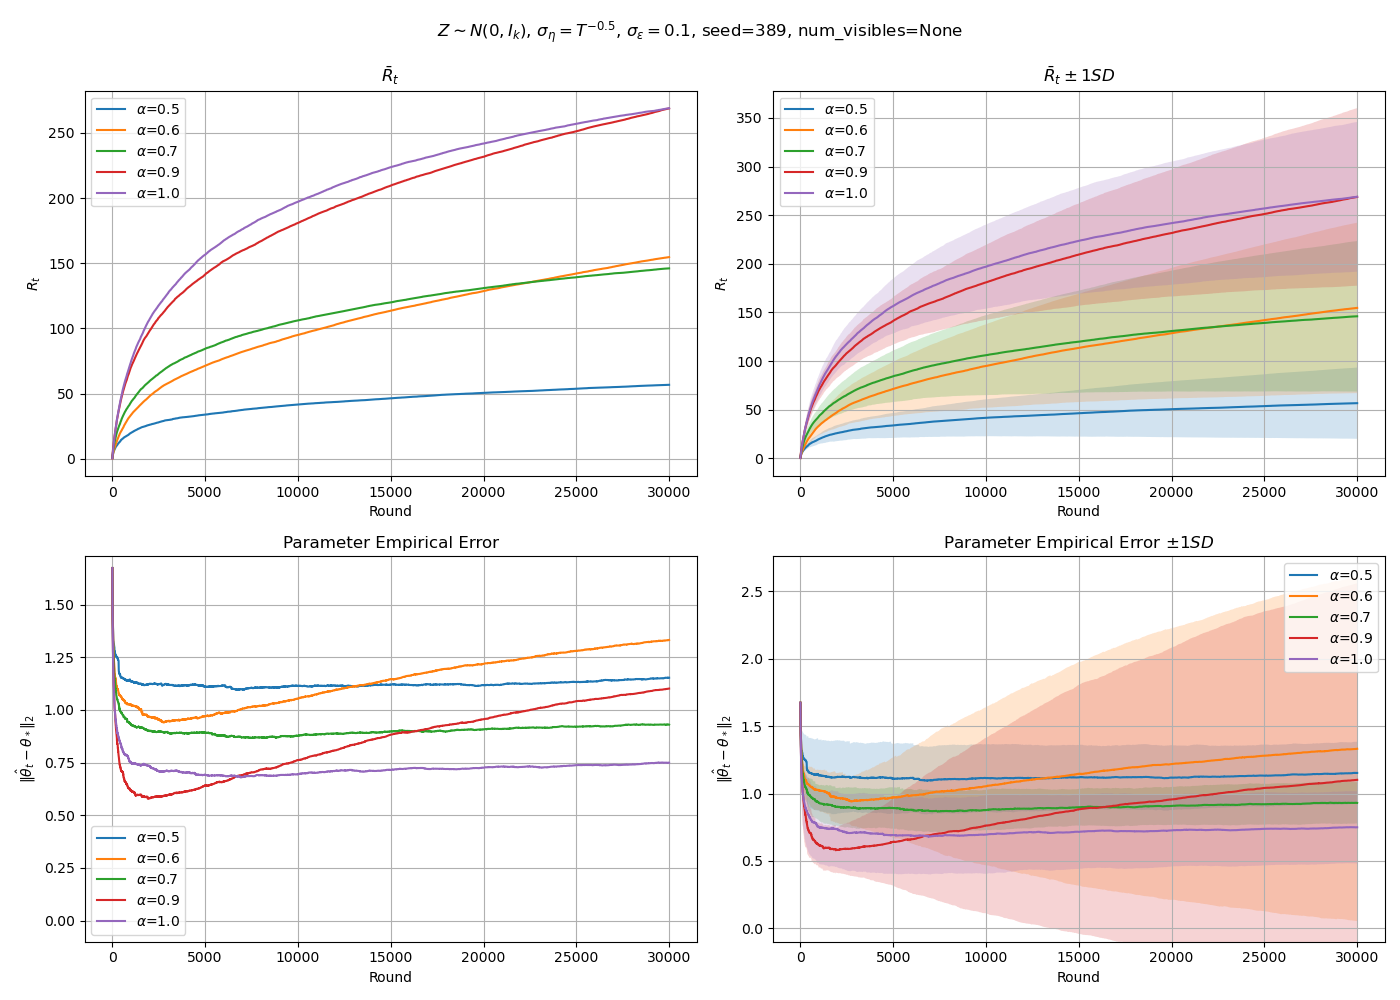 Z ~ N(0, I_k), σ_η = T^{-0.5}, σ_ε = 0.1, seed=389, num_visibles=None
R̄_t
250
200
150
100
50
0
R_t
α=0.5
α=0.6
α=0.7
α=0.9
α=1.0
0 5000 10000 15000 20000 25000 30000
Round
R̄_t ± 1SD
350
300
250
200
150
100
50
0
R_t
α=0.5
α=0.6
α=0.7
α=0.9
α=1.0
0 5000 10000 15000 20000 25000 30000
Round
Parameter Empirical Error
1.50
1.25
1.00
0.75
0.50
0.25
0.00
‖θ̂_t − θ_*‖_2
α=0.5
α=0.6
α=0.7
α=0.9
α=1.0
0 5000 10000 15000 20000 25000 30000
Round
Parameter Empirical Error ±1SD
2.5
2.0
1.5
1.0
0.5
0.0
‖θ̂_t − θ_*‖_2
α=0.5
α=0.6
α=0.7
α=0.9
α=1.0
0 5000 10000 15000 20000 25000 30000
Round